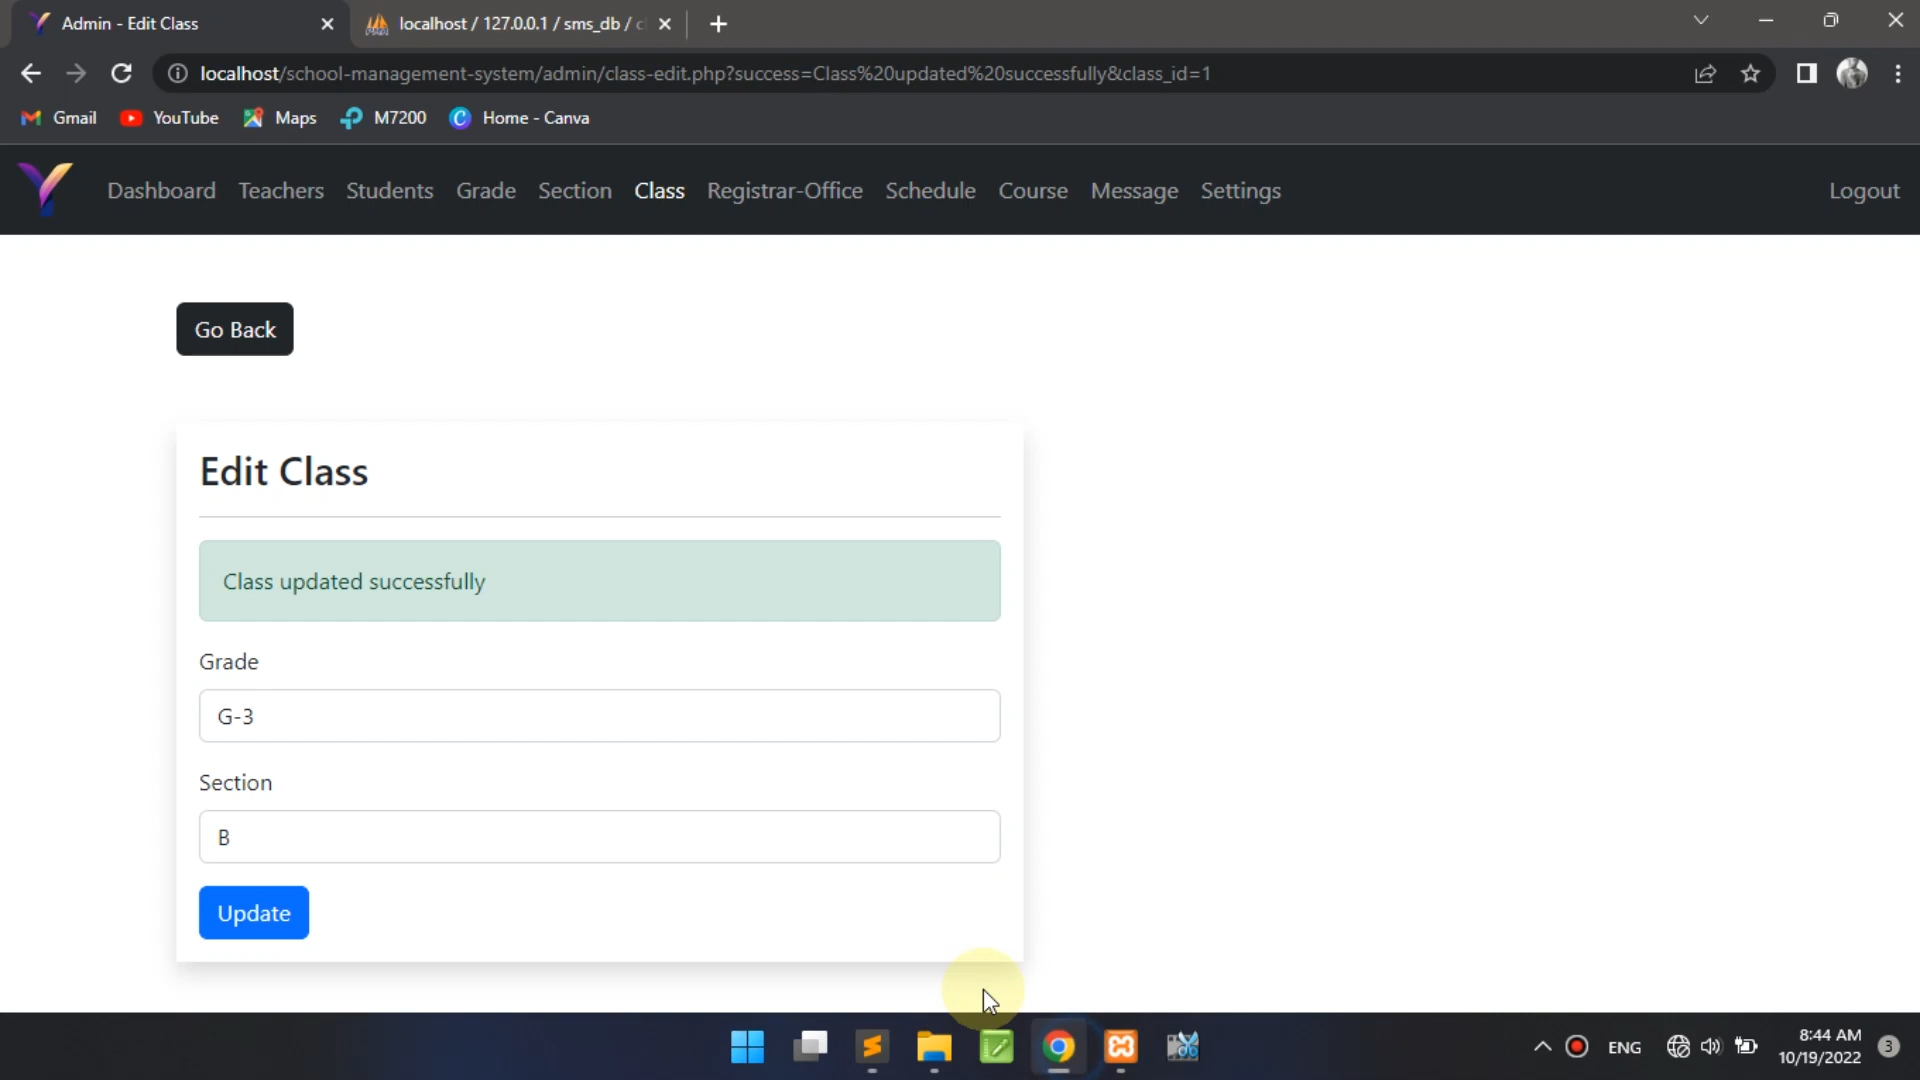 Admin - Edit Class
localhost / 127.0.0.1 / sms_db /
localhost/school-management-system/admin/class-edit.php?success=Class%20updated%20successfully&class_id=1
Gmail YouTube Maps M7200 Home - Canva
Dashboard Teachers Students Grade Section Class Registrar-Office Schedule Course Message Settings Logout
Go Back
Edit Class
Class updated successfully
Grade
G-3
Section
B
Update
ENG
8:44 AM
10/19/2022
3